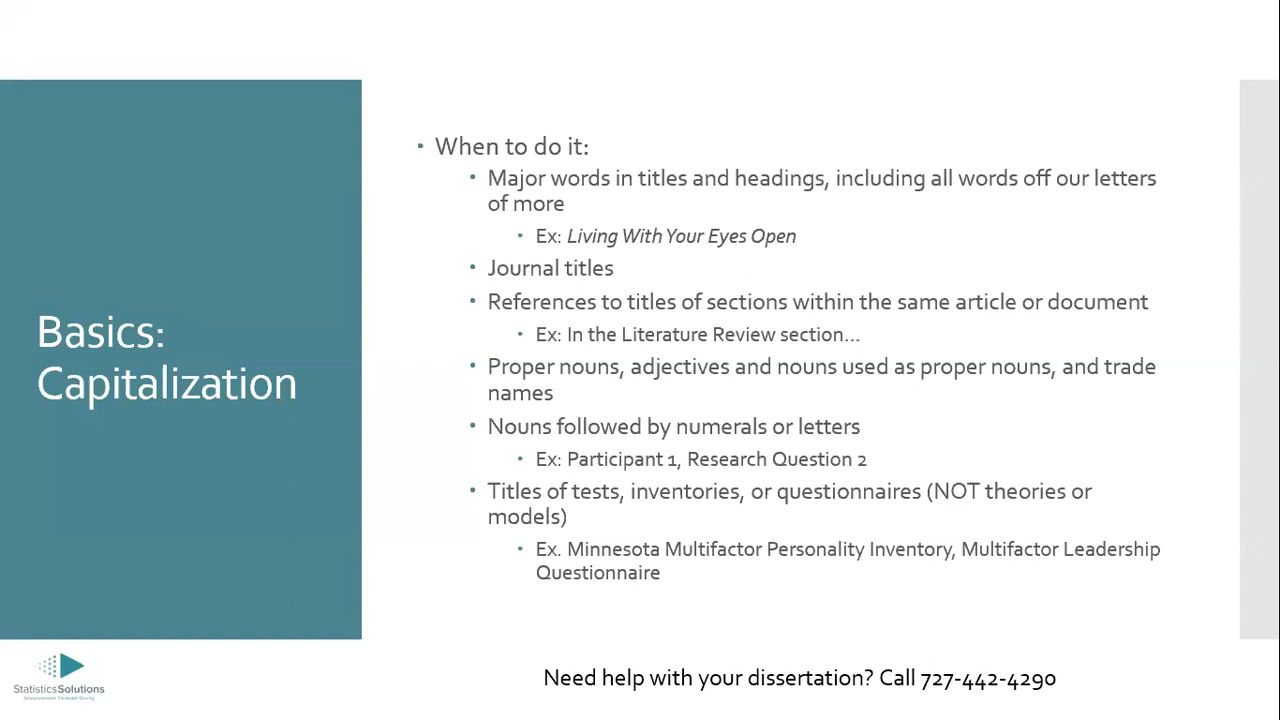 Basics:
Capitalization
• When to do it:
• Major words in titles and headings, including all words off our letters
of more
• Ex: Living With Your Eyes Open
• Journal titles
• References to titles of sections within the same article or document
• Ex: In the Literature Review section...
• Proper nouns, adjectives and nouns used as proper nouns, and trade
names
• Nouns followed by numerals or letters
• Ex: Participant 1, Research Question 2
• Titles of tests, inventories, or questionnaires (NOT theories or
models)
• Ex. Minnesota Multifactor Personality Inventory, Multifactor Leadership
Questionnaire
StatisticsSolutions
Advancement Through Clarity
Need help with your dissertation? Call 727-442-4290